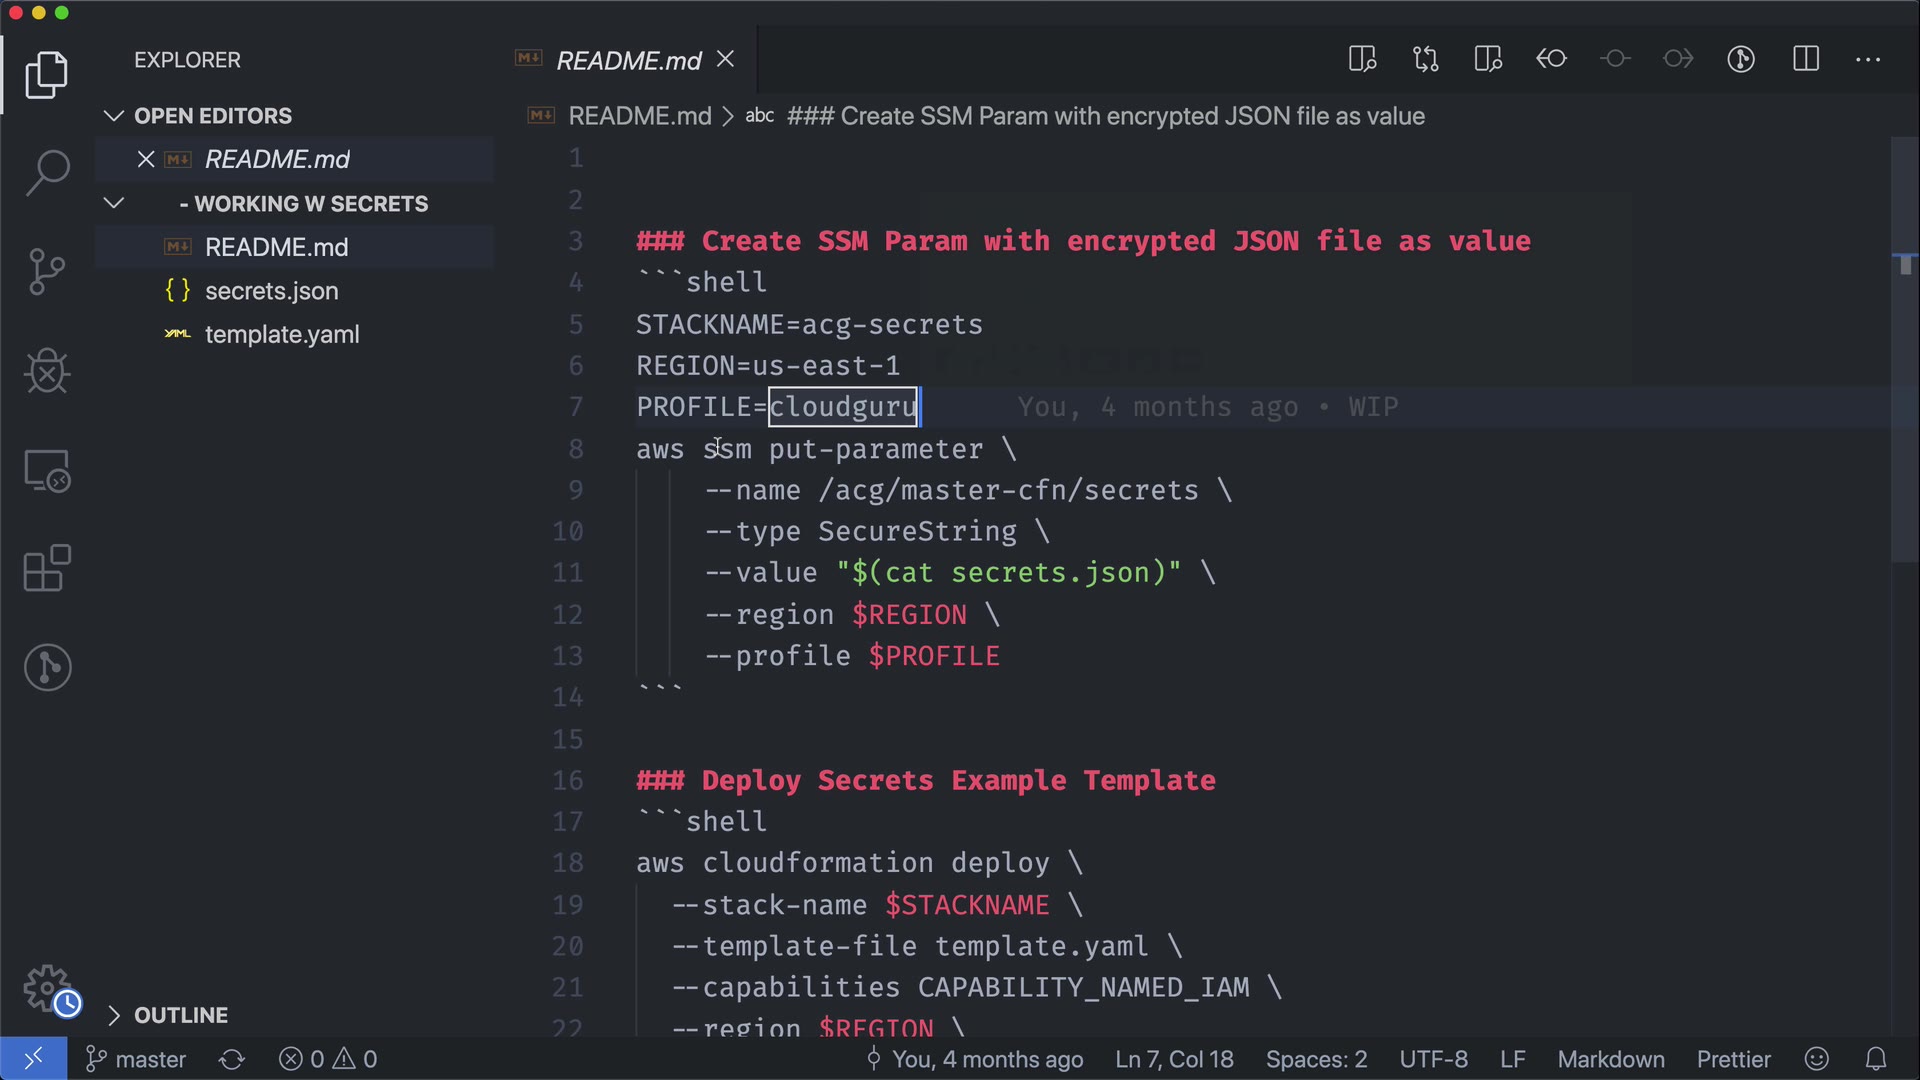 EXPLORER
OPEN EDITORS
README.md
- WORKING W SECRETS
README.md
{ } secrets.json
YAML template.yaml
OUTLINE
M↓ README.md
M↓ README.md > abc ### Create SSM Param with encrypted JSON file as value
1
2
3 ### Create SSM Param with encrypted JSON file as value
4 ```shell
5 STACKNAME=acg-secrets
6 REGION=us-east-1
7 PROFILE=cloudguru You, 4 months ago • WIP
8 aws ssm put-parameter \
9 --name /acg/master-cfn/secrets \
10 --type SecureString \
11 --value "$(cat secrets.json)" \
12 --region $REGION \
13 --profile $PROFILE
14 ```
15
16 ### Deploy Secrets Example Template
17 ```shell
18 aws cloudformation deploy \
19 --stack-name $STACKNAME \
20 --template-file template.yaml \
21 --capabilities CAPABILITY_NAMED_IAM \
22 --region $REGION \
master 0 0 You, 4 months ago Ln 7, Col 18 Spaces: 2 UTF-8 LF Markdown Prettier